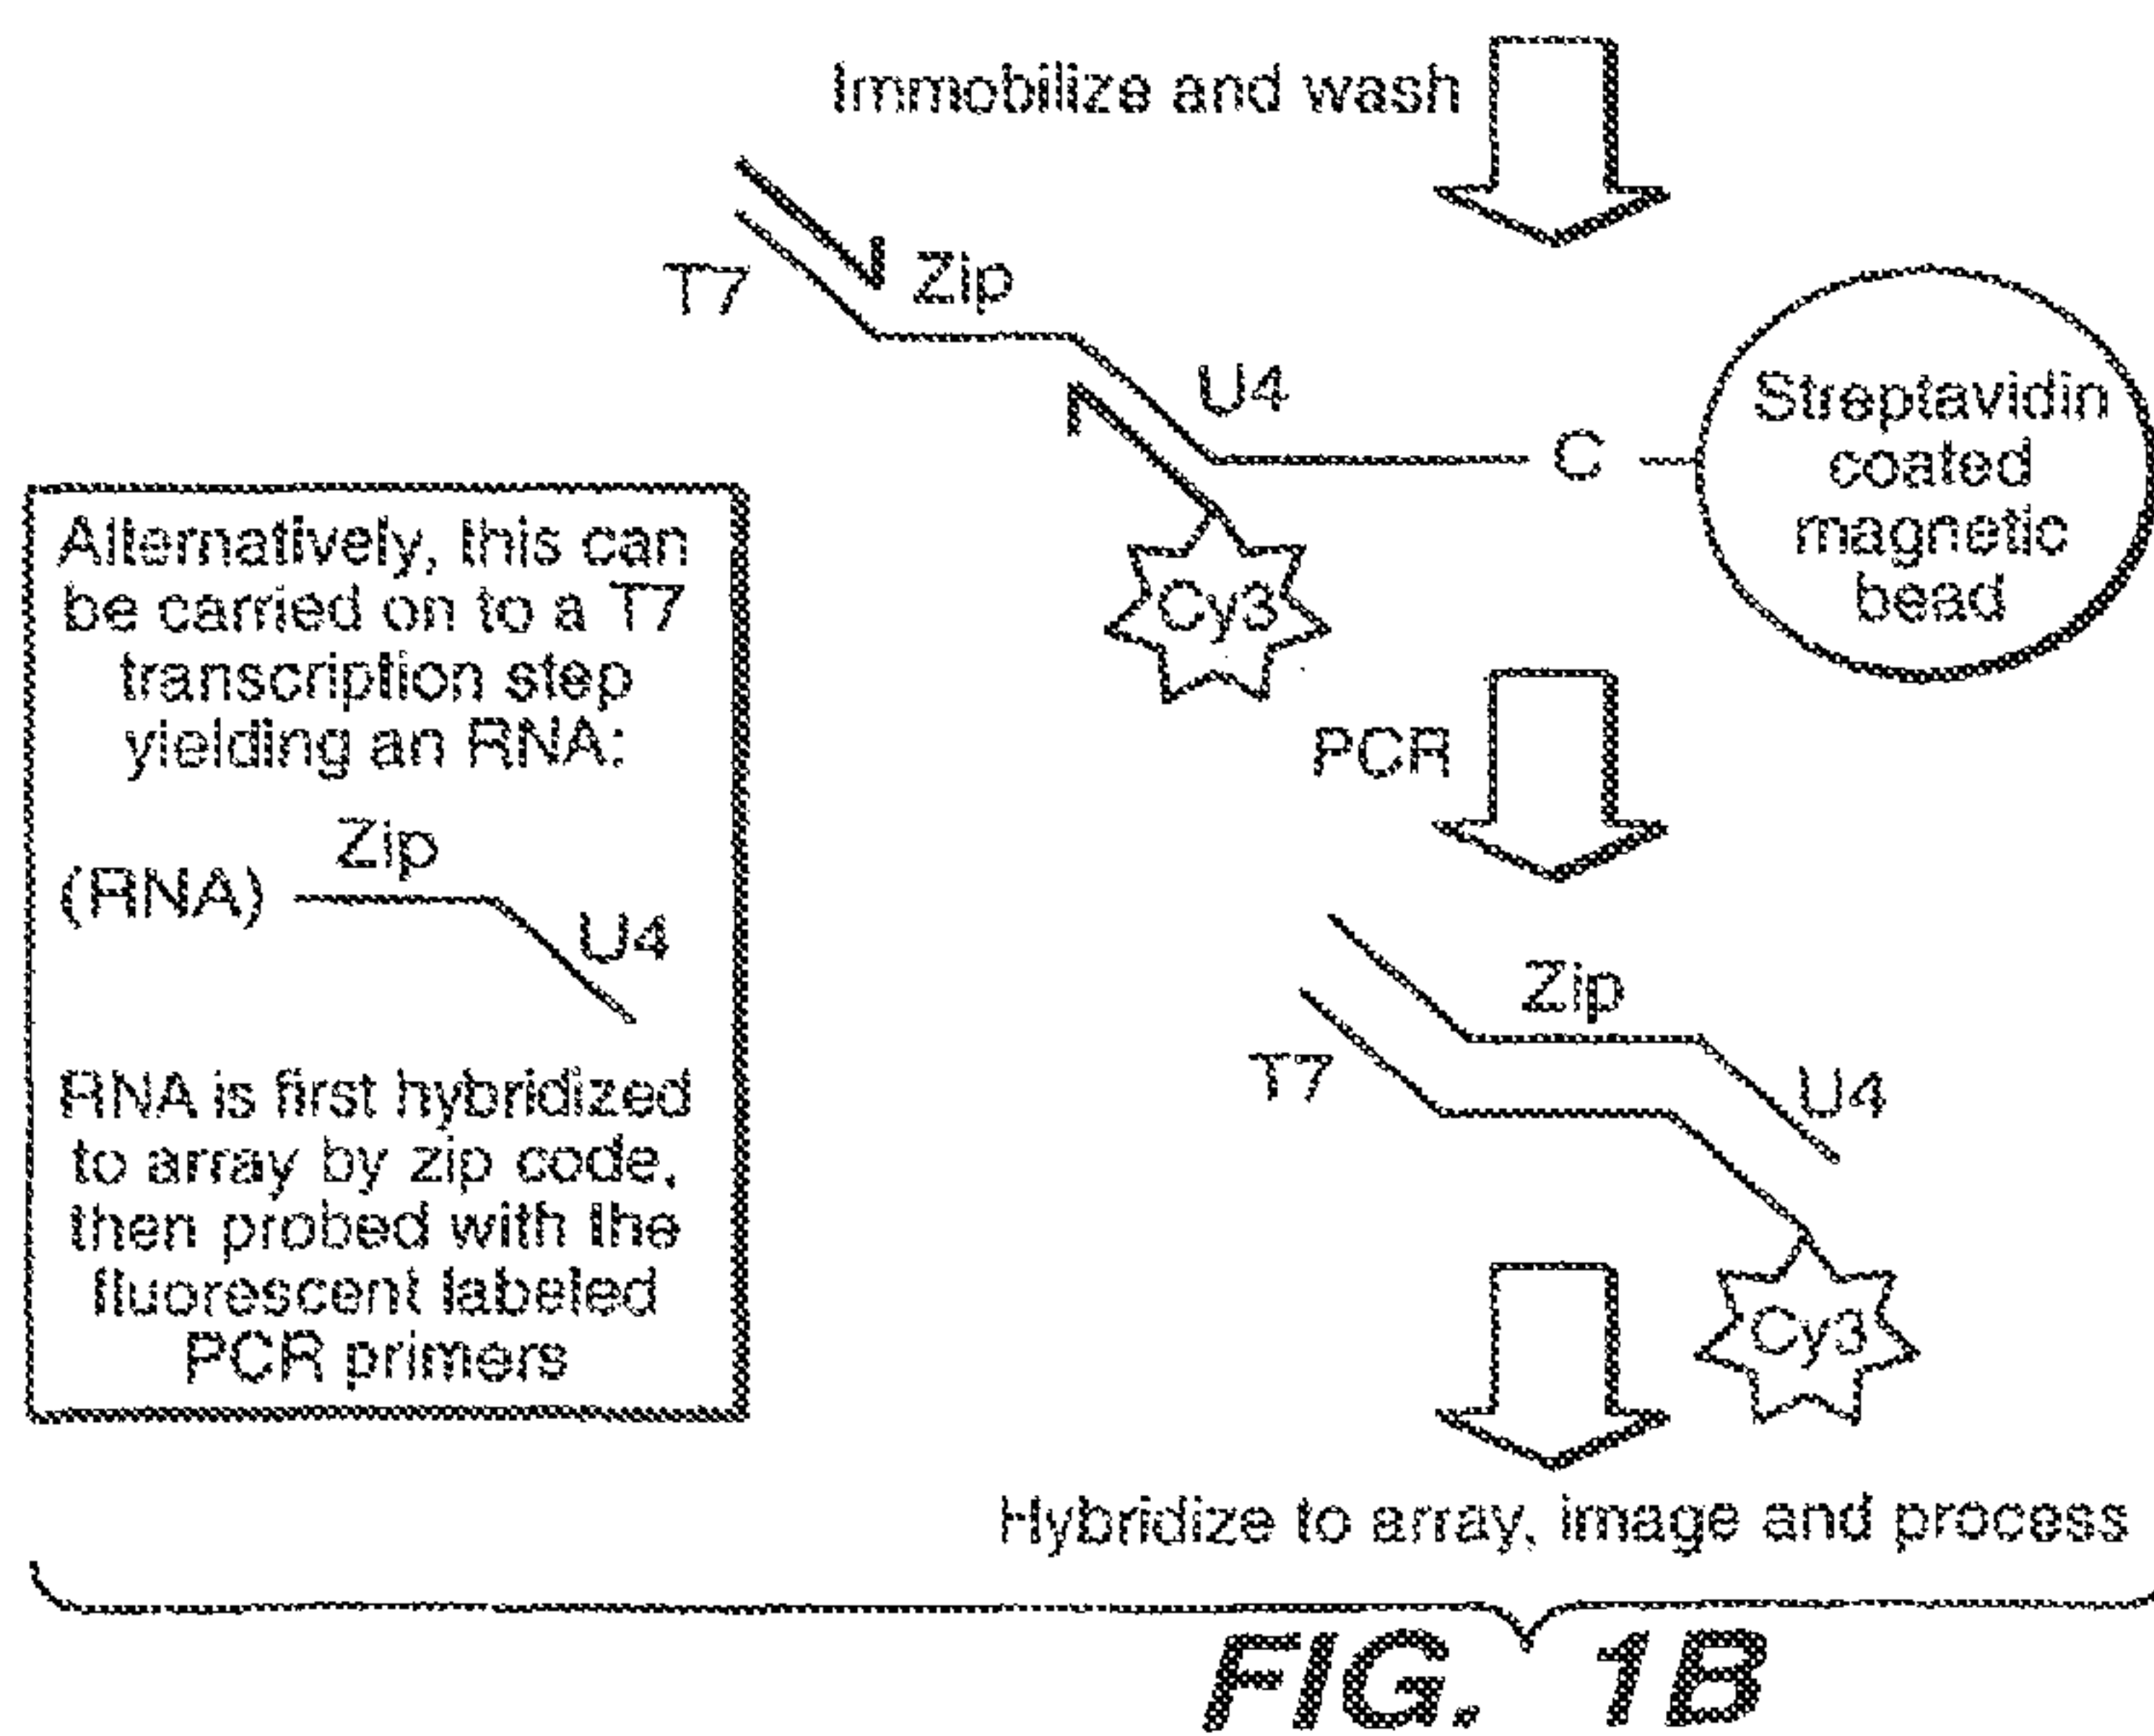 Immobilize and wash
T7
Zip
U4
C
Streptavidin
coated
magnetic
bead
Cy3
Alternatively, this can
be carried on to a T7
transcription step
yielding an RNA:
Zip
(RNA)
U4
RNA is first hybridized
to array by zip code,
then probed with the
fluorescent labeled
PCR primers
PCR
Zip
T7
U4
Cy3
Hybridize to array, image and process
FIG. 1B